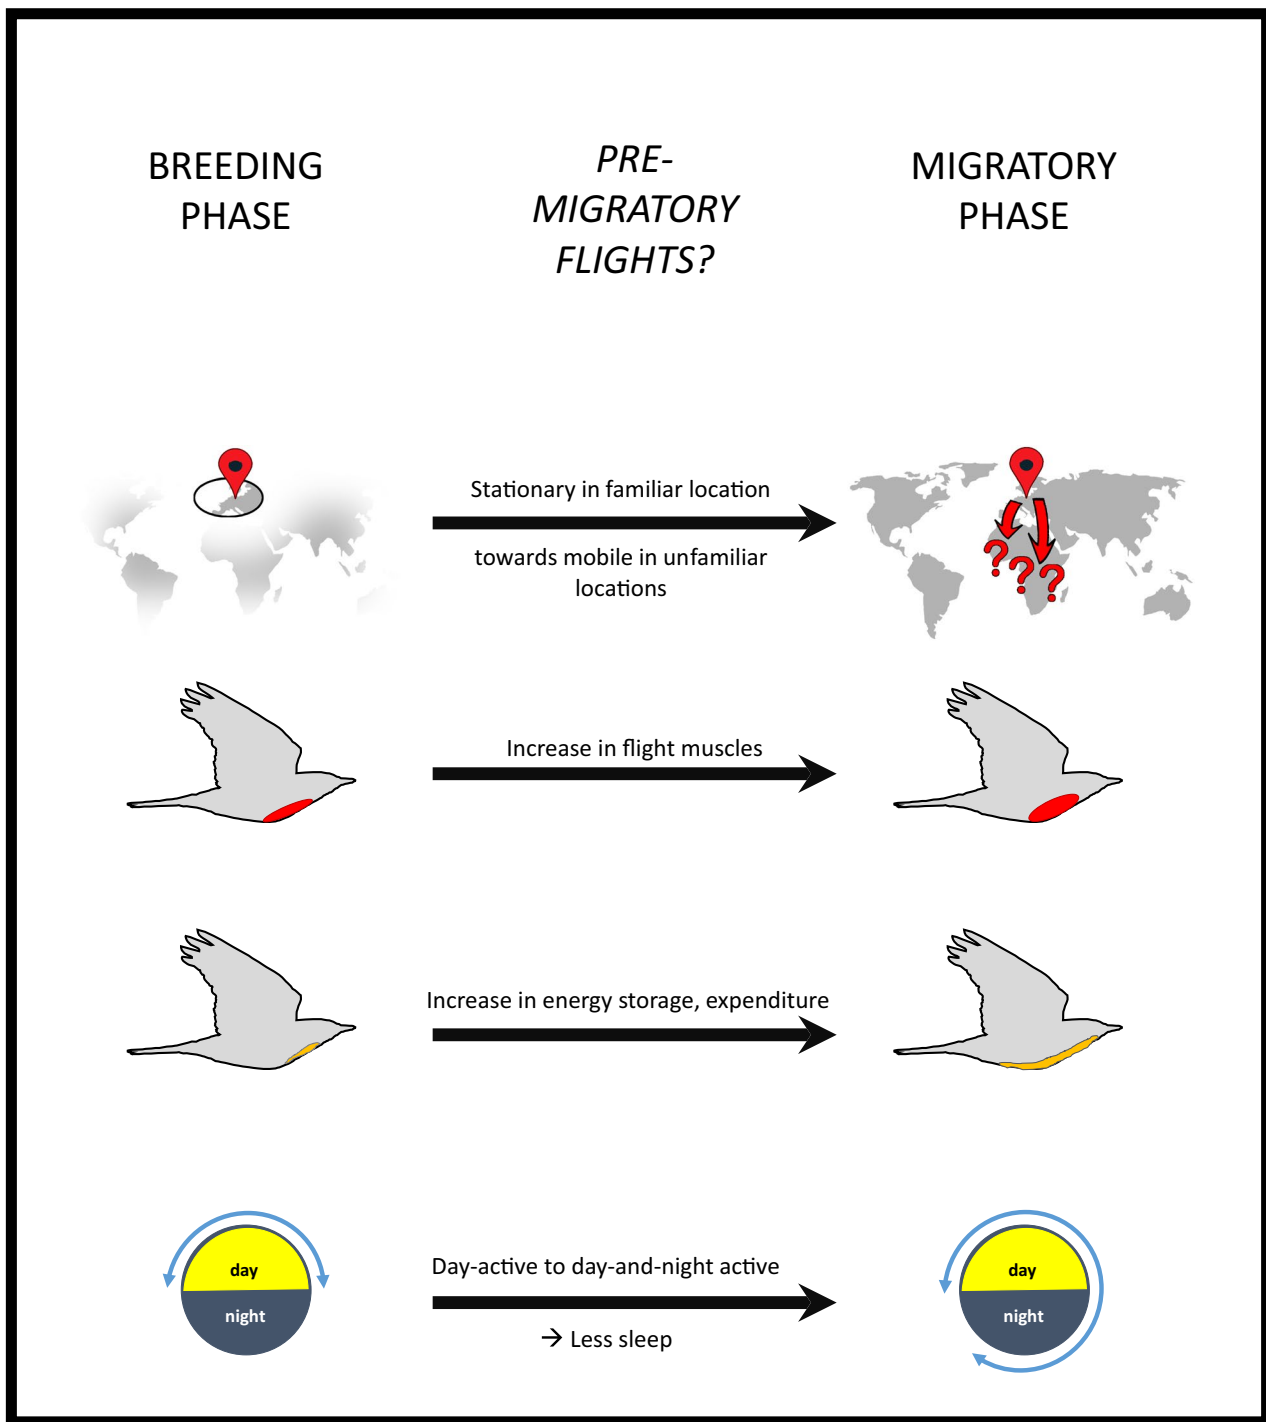 BREEDING
PHASE
PRE-
MIGRATORY
FLIGHTS?
MIGRATORY
PHASE
Stationary in familiar location
towards mobile in unfamiliar
locations
? ? ?
Increase in flight muscles
Increase in energy storage, expenditure
day
night
Day-active to day-and-night active
→ Less sleep
day
night